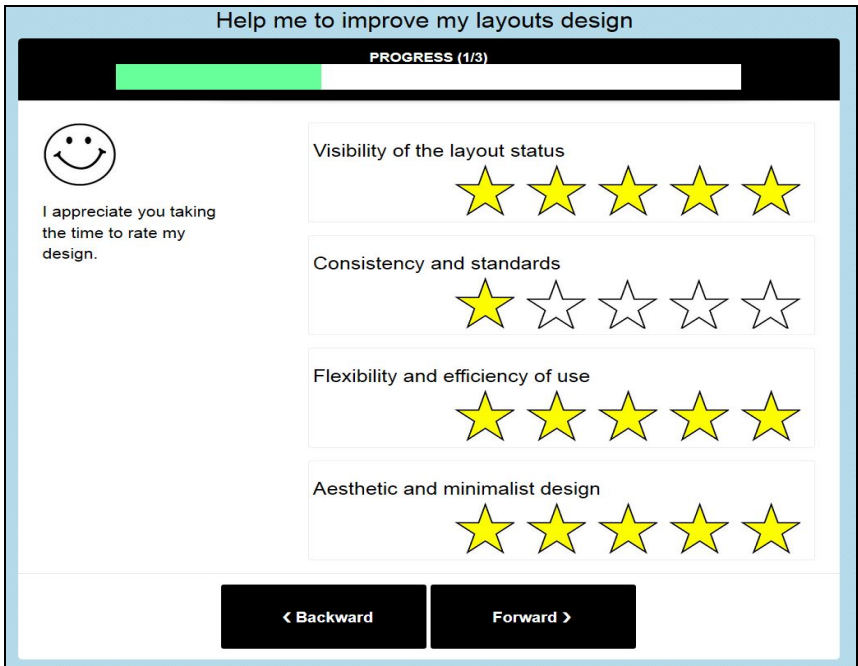 Help me to improve my layouts design
PROGRESS (1/3)
I appreciate you taking
the time to rate my
design.
Visibility of the layout status
Consistency and standards
Flexibility and efficiency of use
Aesthetic and minimalist design
❮ Backward
Forward ❯